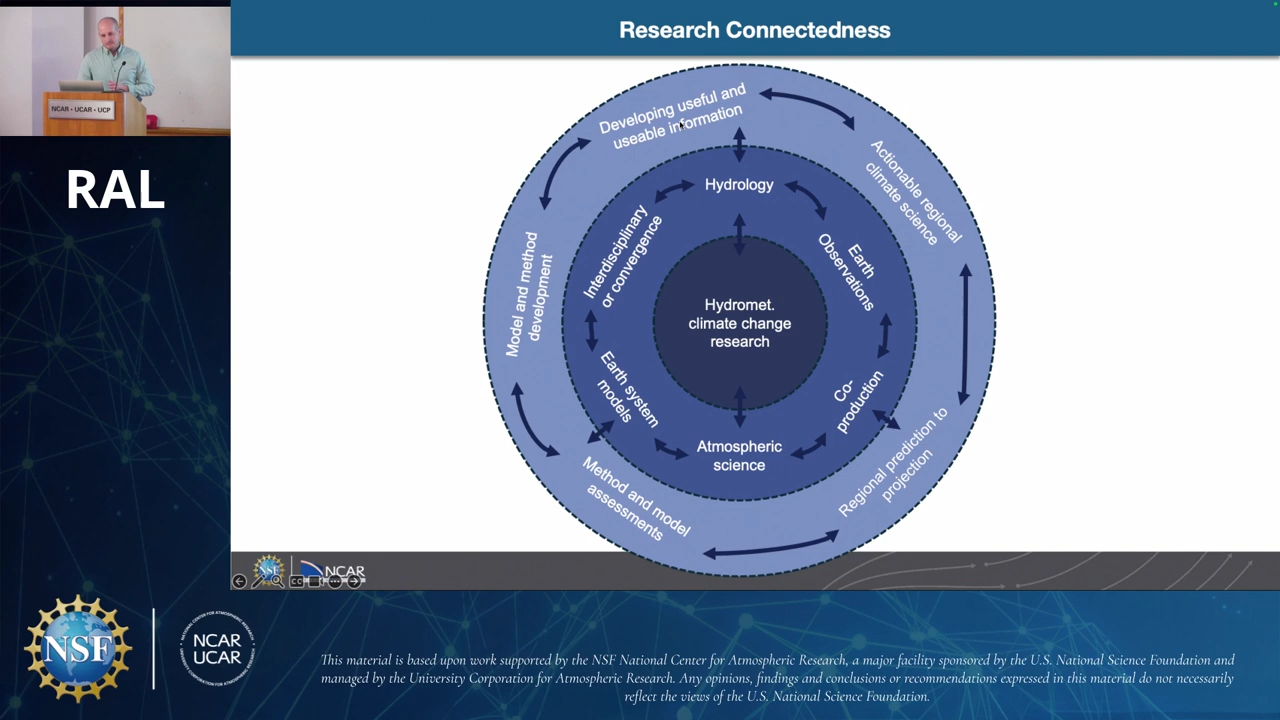 Research Connectedness
NCAR • UCAR • UCP
RAL
Developing useful and
useable information
Actionable regional
climate science
Regional prediction to
projection
Method and model
assessments
Model and method
development
Hydrology
Earth
Observations
Co-
production
Atmospheric
science
Earth system
models
Interdisciplinary
or convergence
Hydromet.
climate change
research
NSF
NCAR
CC
NSF
NCAR
UCAR
This material is based upon work supported by the NSF National Center for Atmospheric Research, a major facility sponsored by the U.S. National Science Foundation and
managed by the University Corporation for Atmospheric Research. Any opinions, findings and conclusions or recommendations expressed in this material do not necessarily
reflect the views of the U.S. National Science Foundation.